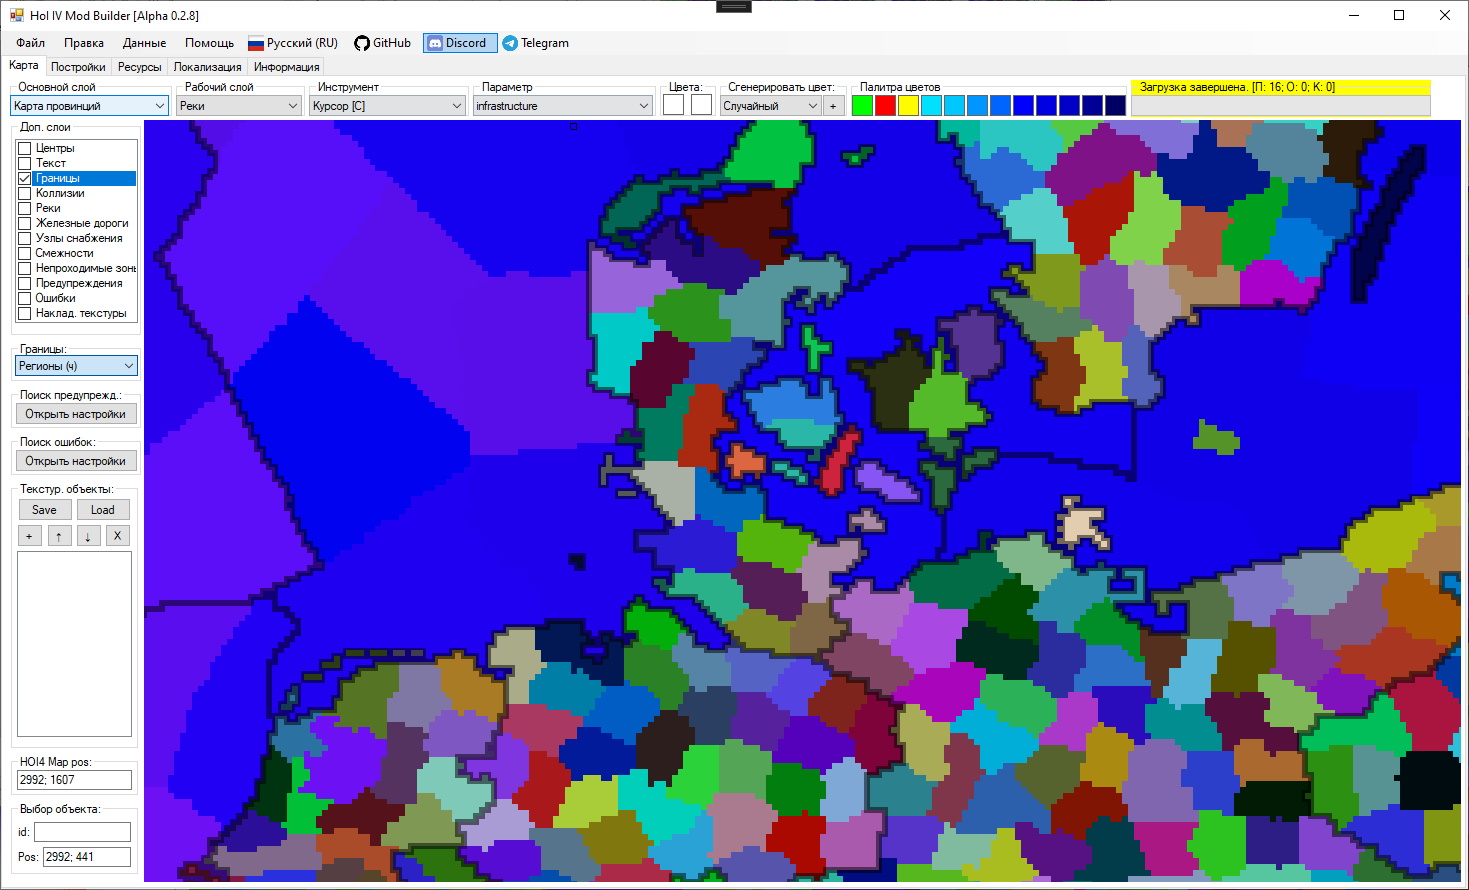 HoI IV Mod Builder [Alpha 0.2.8]
Файл Правка Данные Помощь Русский (RU) GitHub Discord Telegram
Карта Постройки Ресурсы Локализация Информация
Основной слой Рабочий слой Инструмент Параметр Цвета: Сгенерировать цвет: Палитра цветов Загрузка завершена. [П: 16; О: 0; К: 0]
Карта провинций Реки Курсор [C] infrastructure Случайный +
Доп. слои
Центры
Текст
Границы
Коллизии
Реки
Железные дороги
Узлы снабжения
Смежности
Непроходимые зоны
Предупреждения
Ошибки
Наклад. текстуры
Границы:
Регионы (ч)
Поиск предупрежд.:
Открыть настройки
Поиск ошибок:
Открыть настройки
Текстур. объекты:
Save Load
+ ↑ ↓ X
HOI4 Map pos:
2992; 1607
Выбор объекта:
id:
Pos: 2992; 441